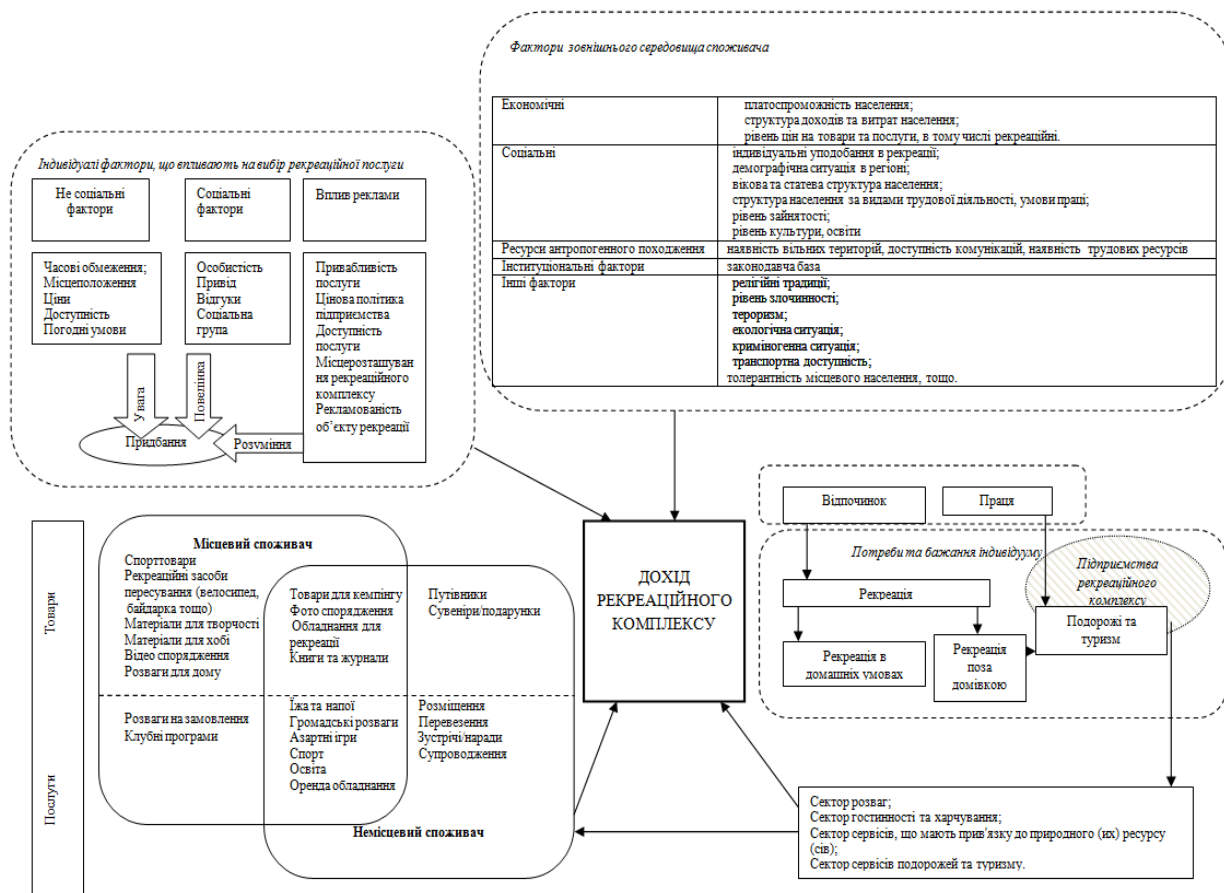 Фактори зовнішнього середовища споживача
Економічні
платоспроможність населення;
структура доходів та витрат населення;
рівень цін на товари та послуги, в тому числі рекреаційні.
Соціальні
індивідуальні уподобання в рекреації;
демографічна ситуація в регіоні;
вікова та статева структура населення;
структура населення за видами трудової діяльності, умови праці;
рівень зайнятості;
рівень культури, освіти
Ресурси антропогенного походження
наявність вільних територій, доступність комунікацій, наявність трудових ресурсів
Інституціональні фактори
законодавча база
Інші фактори
релігійні традиції;
рівень злочинності;
тероризм;
екологічна ситуація;
криміногенна ситуація;
транспортна доступність;
толерантність місцевого населення, тощо.
Індивідуалі фактори, що впливають на вибір рекреаційної послуги
Не соціальні
фактори
Соціальні
фактори
Вплив реклами
Часові обмеження;
Місцеположення
Ціни
Доступність
Погодні умови
Особистість
Привід
Відгуки
Соціальна
група
Привабливість
послуги
Цінова політика
підприємства
Доступність
послуги
Місцерозташуван
ня рекреаційного
комплексу
Рекламованість
об’єкту рекреації
Увага
Поведінка
Розуміння
Придбання
Товари
Послуги
Місцевий споживач
Спорттовари
Рекреаційні засоби
пересування (велосипед,
байдарка тощо)
Матеріали для творчості
Матеріали для хобі
Відео спорядження
Розваги для дому
Товари для кемпінгу
Фото спорядження
Обладнання для
рекреації
Книги та журнали
Путівники
Сувеніри/подарунки
Розваги на замовлення
Клубні програми
Їжа та напої
Громадські розваги
Азартні ігри
Спорт
Освіта
Оренда обладнання
Розміщення
Перевезення
Зустрічі/наради
Супроводження
Немісцевий споживач
ДОХІД
РЕКРЕАЦІЙНОГО
КОМПЛЕКСУ
Відпочинок
Праця
Потреби та бажання індивідууму
Підприємства
рекреаційного
комплексу
Рекреація
Подорожі та
туризм
Рекреація в
домашніх умовах
Рекреація
поза
домівкою
Сектор розваг;
Сектор гостинності та харчування;
Сектор сервісів, що мають прив'язку до природного (их) ресурсу
(сів);
Сектор сервісів подорожей та туризму.